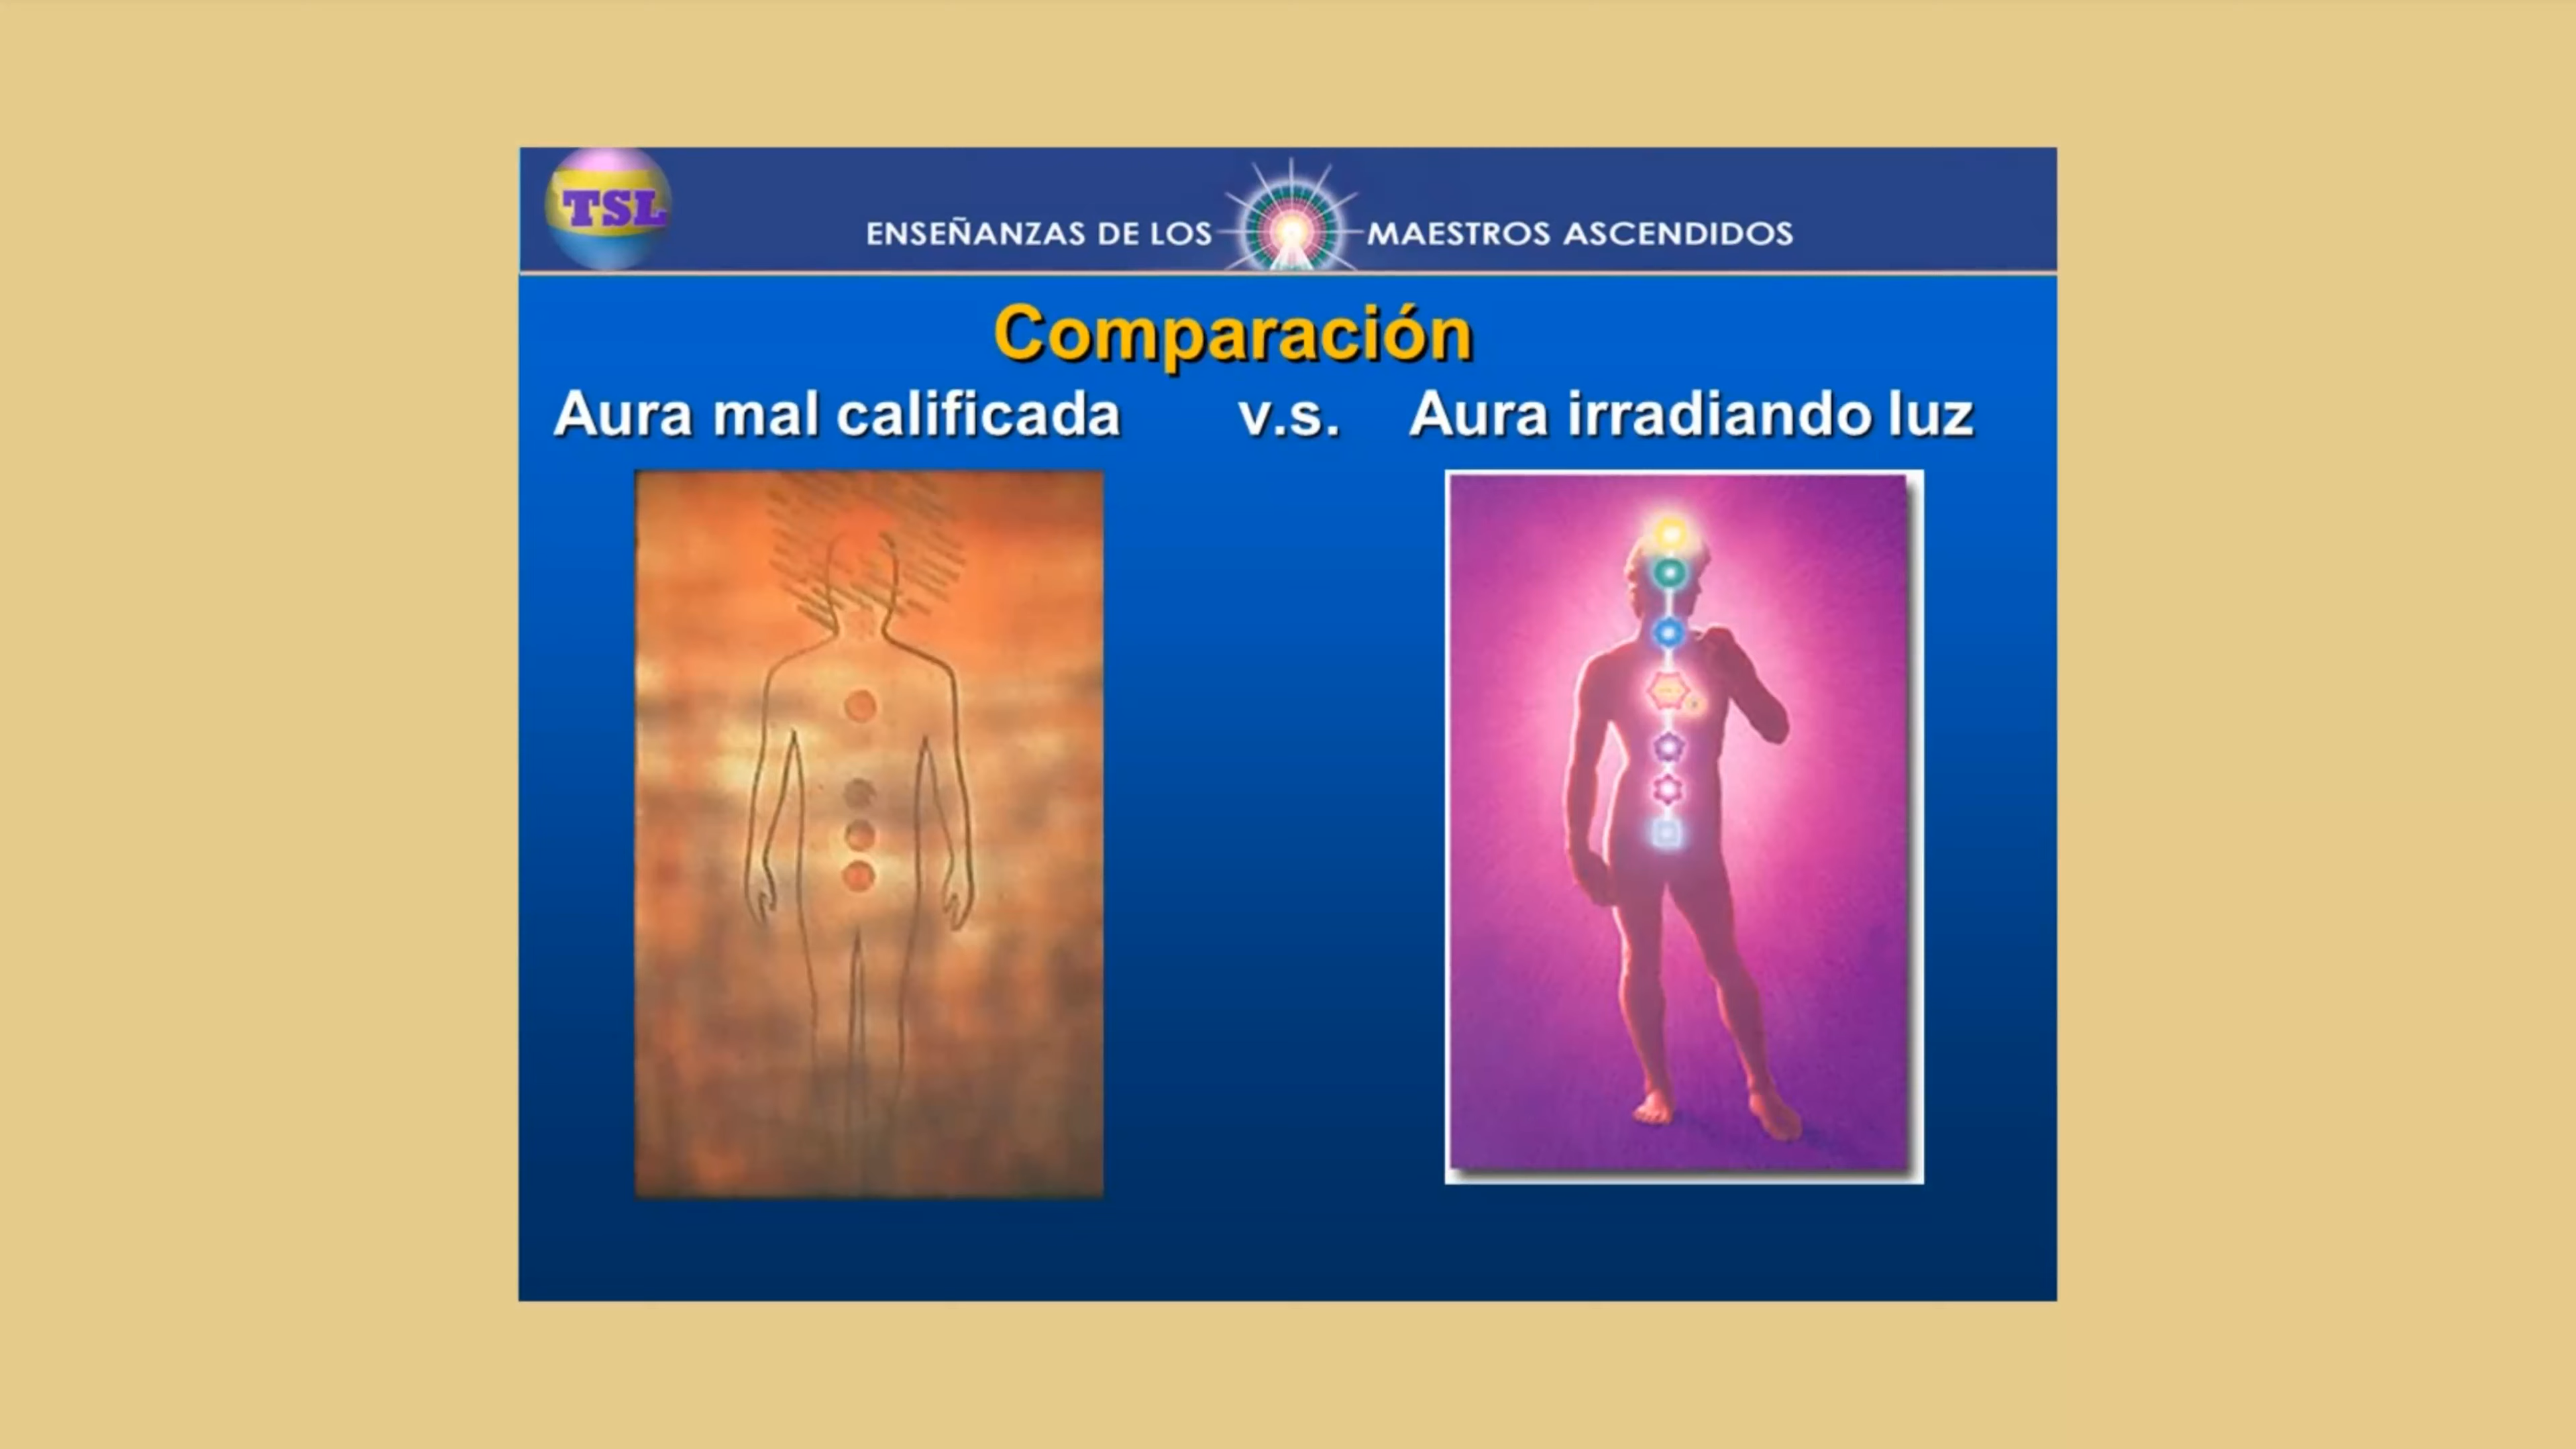 TSL
ENSEÑANZAS DE LOS MAESTROS ASCENDIDOS
Comparación
Aura mal calificada v.s. Aura irradiando luz